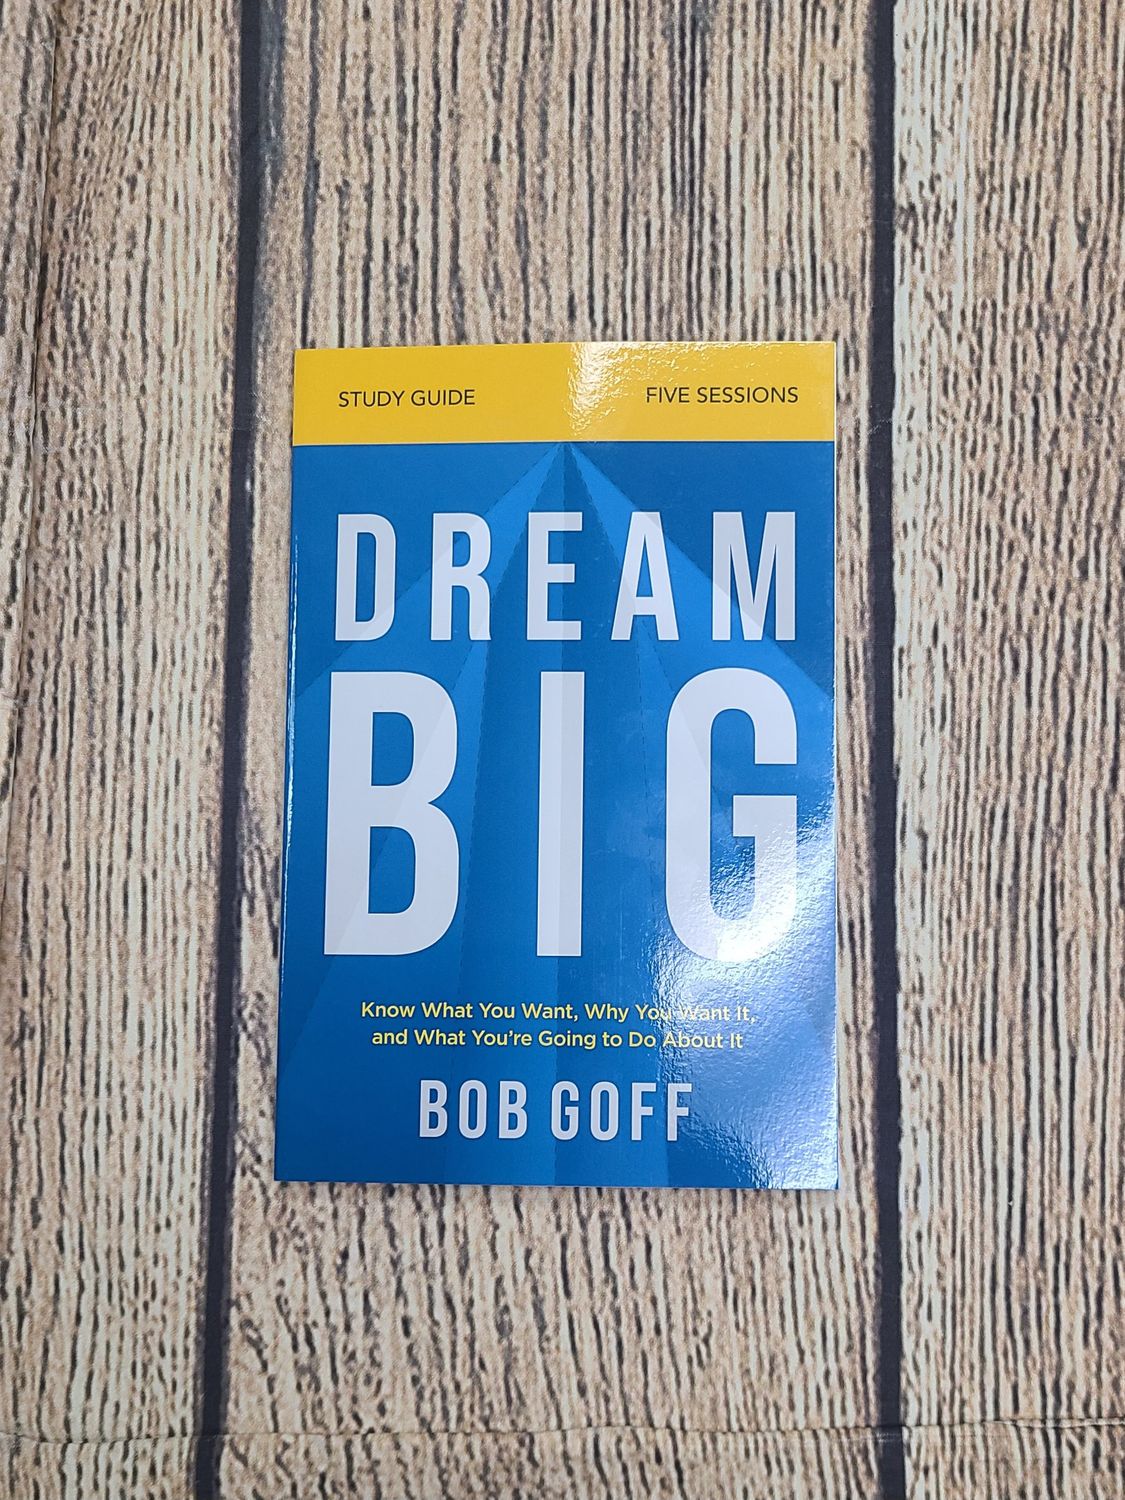 STUDY GUIDE FIVE SESSIONS
DREAM
BIG
Know What You Want, Why You Want It,
and What You're Going to Do About It
BOB GOFF